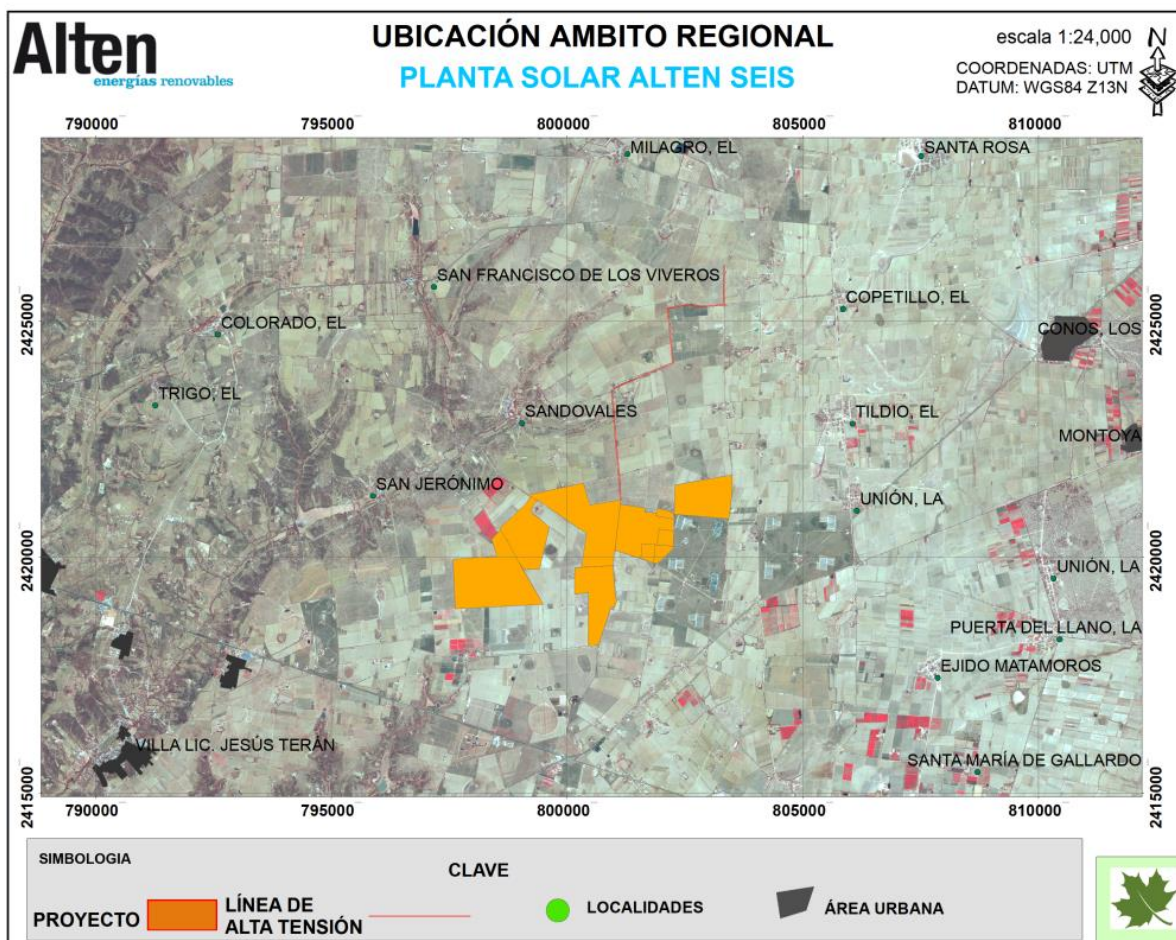 Alten
energías renovables
UBICACIÓN AMBITO REGIONAL
PLANTA SOLAR ALTEN SEIS
escala 1:24,000
N
COORDENADAS: UTM
DATUM: WGS84 Z13N
790000 795000 800000 805000 810000
MILAGRO, EL
SANTA ROSA
SAN FRANCISCO DE LOS VIVEROS
COPETILLO, EL
2425000
2425000
COLORADO, EL
CONOS, LOS
TRIGO, EL
SANDOVALES
TILDIO, EL
MONTOYA
SAN JERÓNIMO
UNIÓN, LA
2420000
2420000
UNIÓN, LA
PUERTA DEL LLANO, LA
EJIDO MATAMOROS
VILLA LIC. JESÚS TERÁN
SANTA MARÍA DE GALLARDO
2415000
2415000
790000 795000 800000 805000 810000
SIMBOLOGIA
CLAVE
PROYECTO
LÍNEA DE
ALTA TENSIÓN
LOCALIDADES
ÁREA URBANA